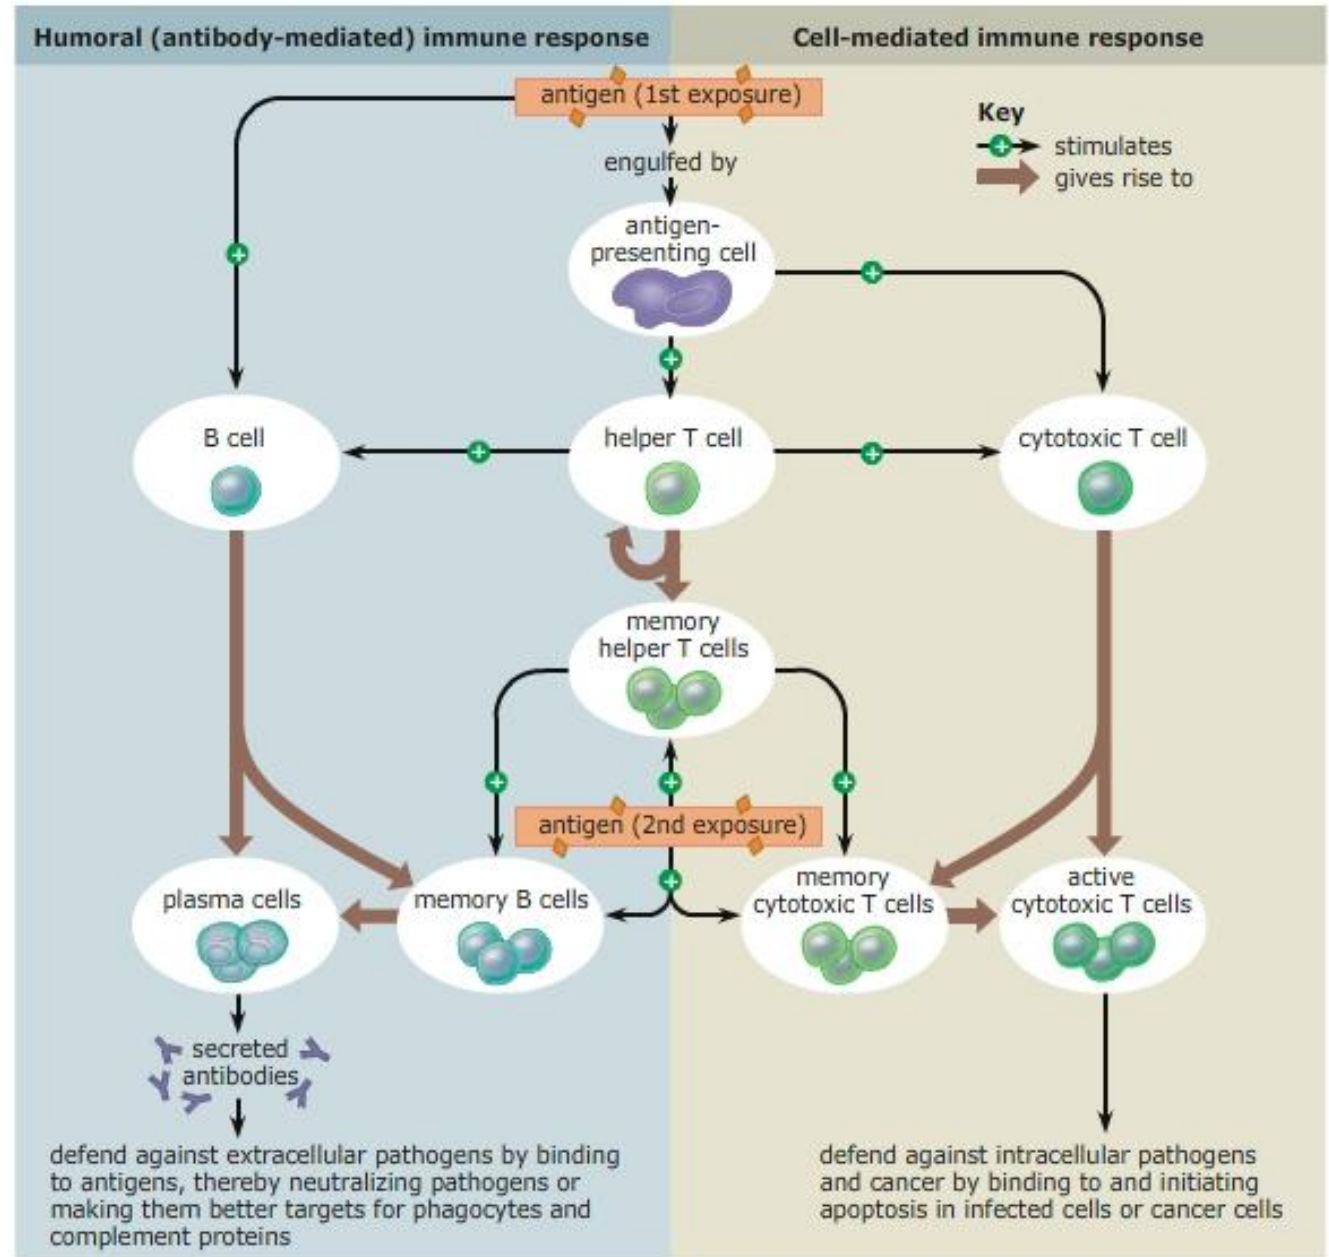 Humoral (antibody-mediated) immune response
Cell-mediated immune response
antigen (1st exposure)
Key
stimulates
gives rise to
engulfed by
antigen-
presenting cell
B cell
helper T cell
cytotoxic T cell
memory
helper T cells
antigen (2nd exposure)
plasma cells
memory B cells
memory
cytotoxic T cells
active
cytotoxic T cells
secreted
antibodies
defend against extracellular pathogens by binding
to antigens, thereby neutralizing pathogens or
making them better targets for phagocytes and
complement proteins
defend against intracellular pathogens
and cancer by binding to and initiating
apoptosis in infected cells or cancer cells